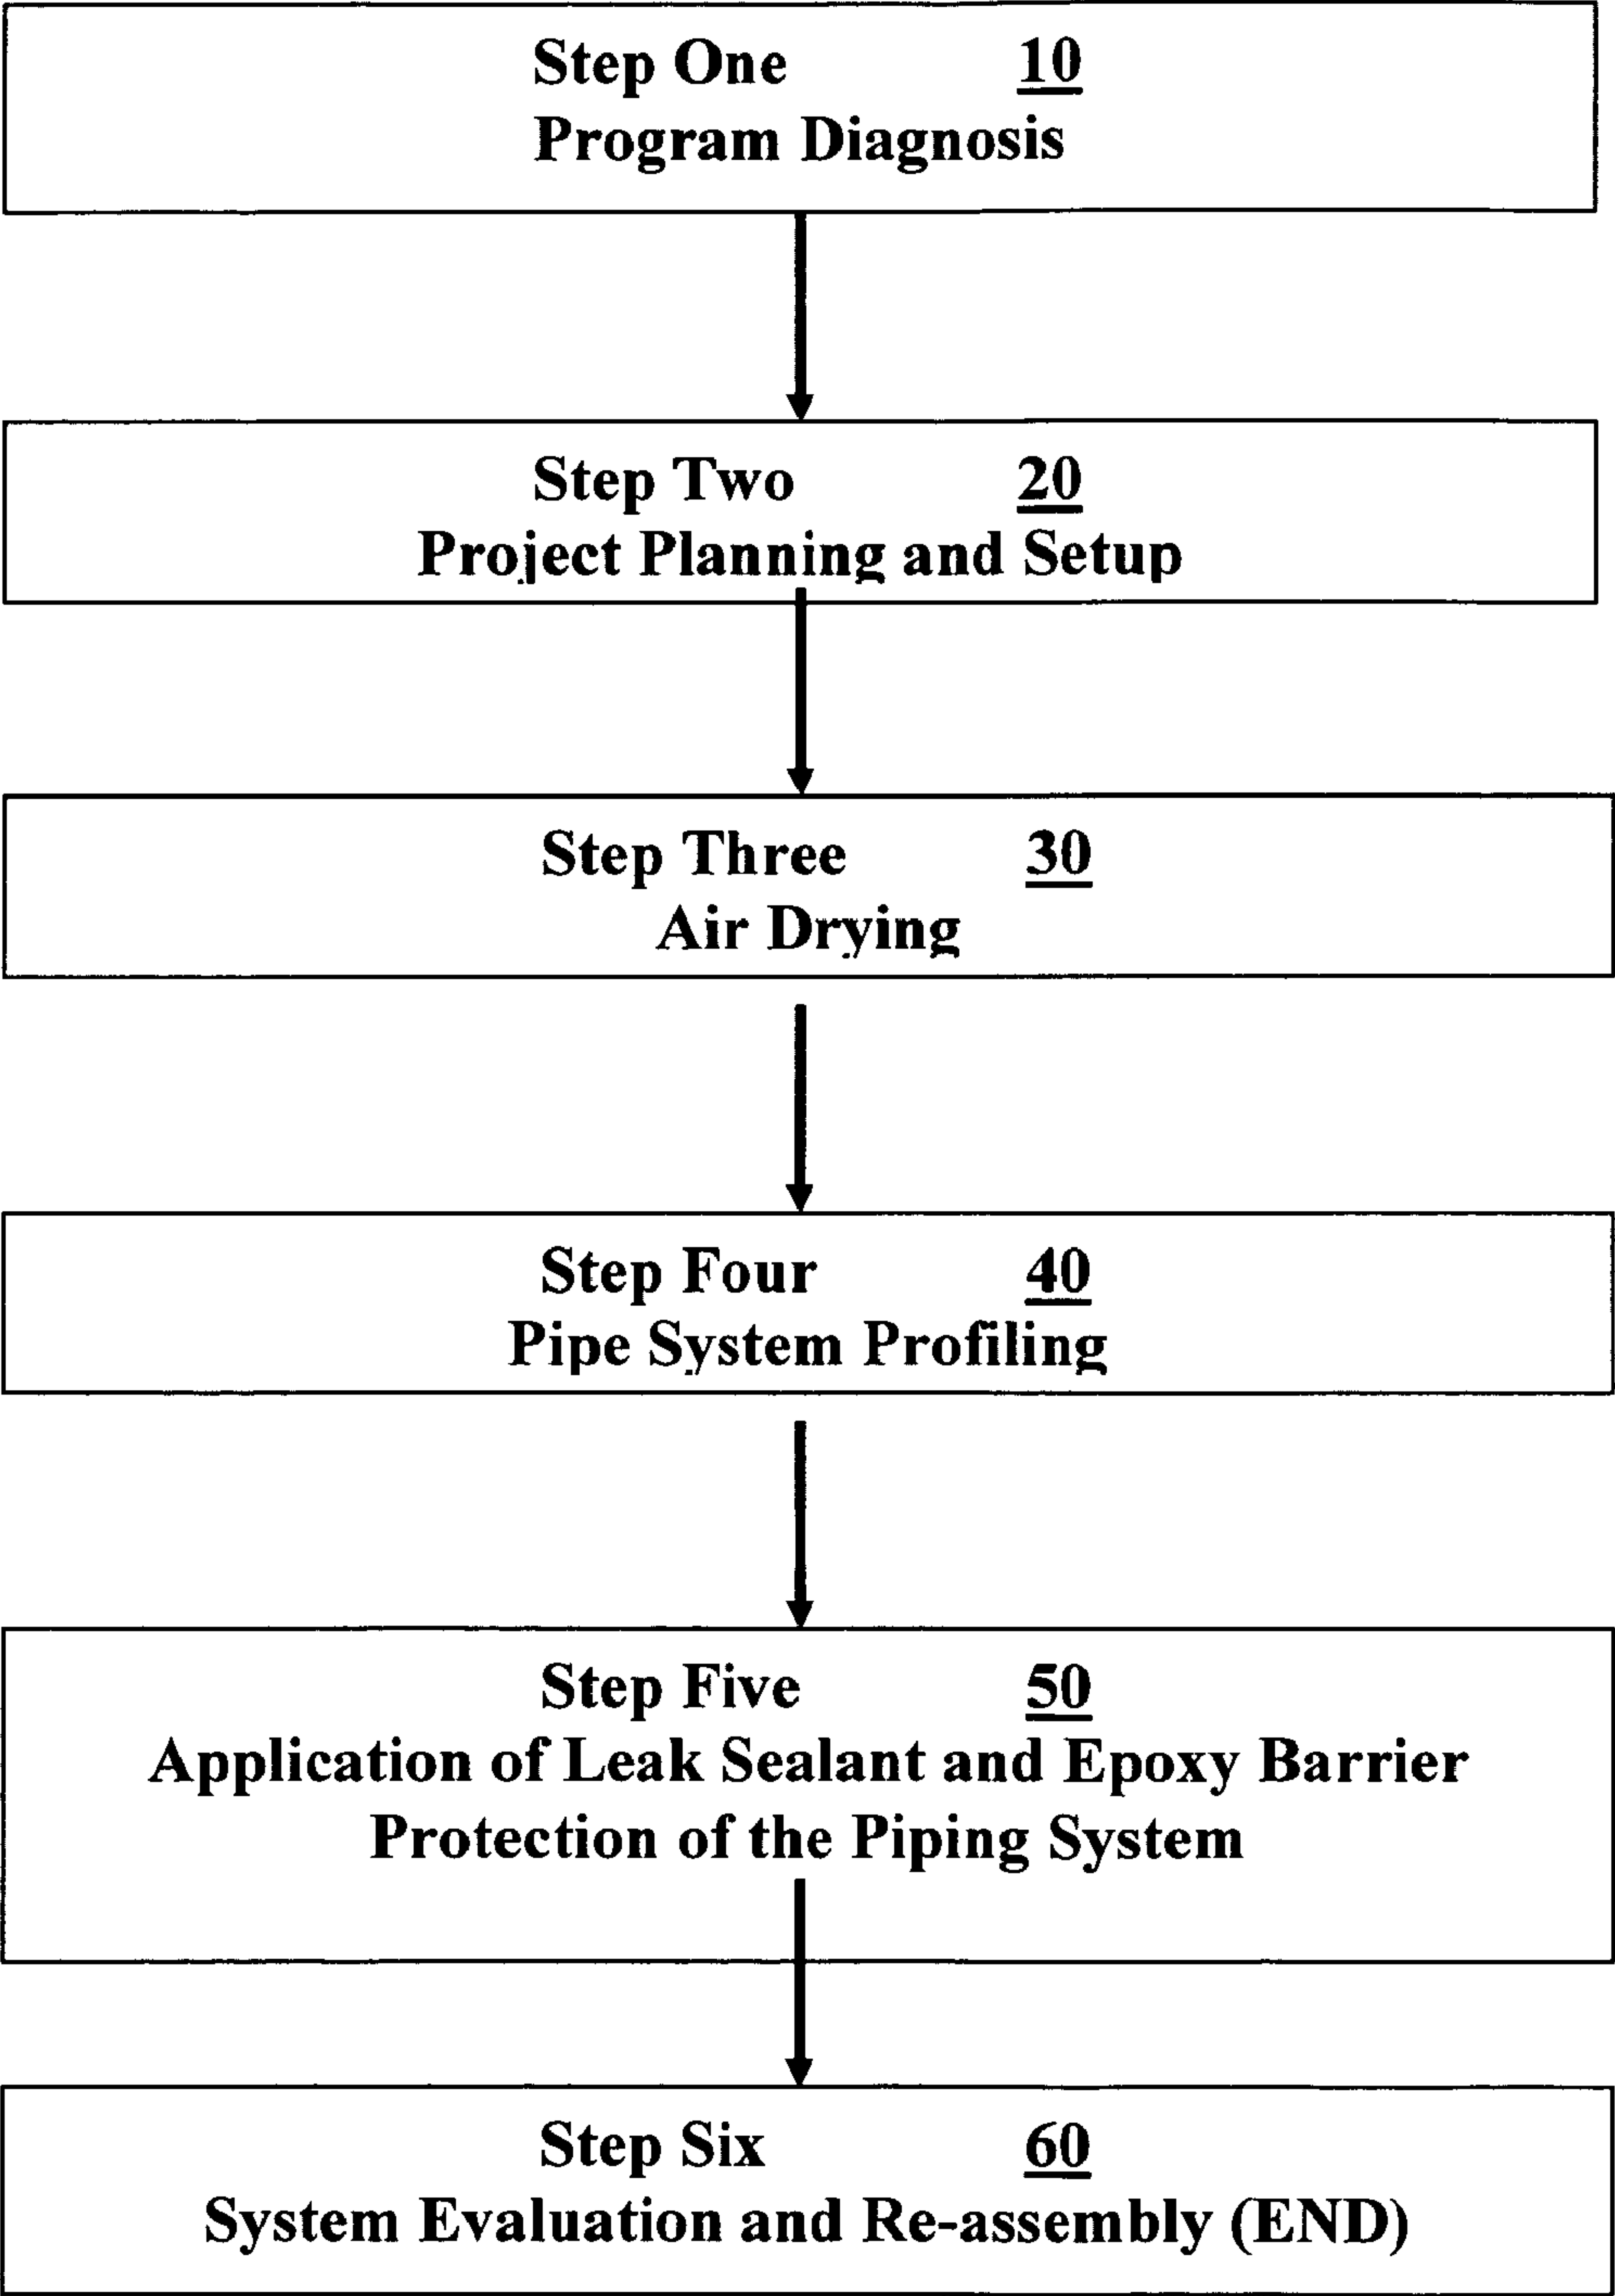 Step One 10
Program Diagnosis
Step Two 20
Project Planning and Setup
Step Three 30
Air Drying
Step Four 40
Pipe System Profiling
Step Five 50
Application of Leak Sealant and Epoxy Barrier
Protection of the Piping System
Step Six 60
System Evaluation and Re-assembly (END)